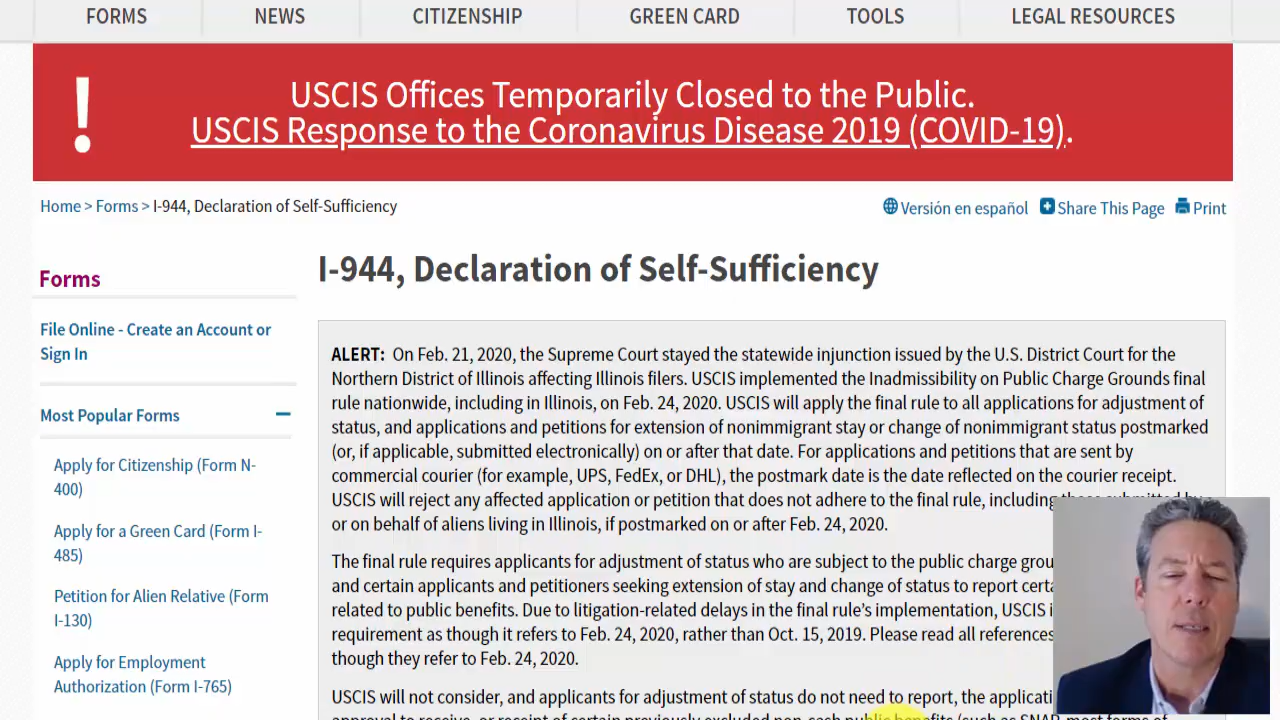 FORMS NEWS CITIZENSHIP GREEN CARD TOOLS LEGAL RESOURCES
!
USCIS Offices Temporarily Closed to the Public.
USCIS Response to the Coronavirus Disease 2019 (COVID-19).
Home > Forms > I-944, Declaration of Self-Sufficiency
Versión en español Share This Page Print
Forms
File Online - Create an Account or
Sign In
Most Popular Forms
Apply for Citizenship (Form N-
400)
Apply for a Green Card (Form I-
485)
Petition for Alien Relative (Form
I-130)
Apply for Employment
Authorization (Form I-765)
I-944, Declaration of Self-Sufficiency
ALERT: On Feb. 21, 2020, the Supreme Court stayed the statewide injunction issued by the U.S. District Court for the
Northern District of Illinois affecting Illinois filers. USCIS implemented the Inadmissibility on Public Charge Grounds final
rule nationwide, including in Illinois, on Feb. 24, 2020. USCIS will apply the final rule to all applications for adjustment of
status, and applications and petitions for extension of nonimmigrant stay or change of nonimmigrant status postmarked
(or, if applicable, submitted electronically) on or after that date. For applications and petitions that are sent by
commercial courier (for example, UPS, FedEx, or DHL), the postmark date is the date reflected on the courier receipt.
USCIS will reject any affected application or petition that does not adhere to the final rule, including those submitted by
or on behalf of aliens living in Illinois, if postmarked on or after Feb. 24, 2020.
The final rule requires applicants for adjustment of status who are subject to the public charge
and certain applicants and petitioners seeking extension of stay and change of status to report
related to public benefits. Due to litigation-related delays in the final rule's implementation, USCIS
requirement as though it refers to Feb. 24, 2020, rather than Oct. 15, 2019. Please read all references
though they refer to Feb. 24, 2020.
USCIS will not consider, and applicants for adjustment of status do not need to report, the
approval to receive, or receipt of certain previously excluded non-cash public benefits (such as SNAP, most forms of